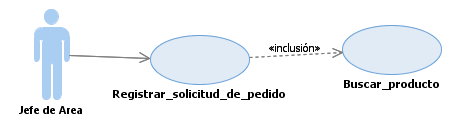 «inclusión»
Buscar_producto
Registrar_solicitud_de_pedido
Jefe de Area